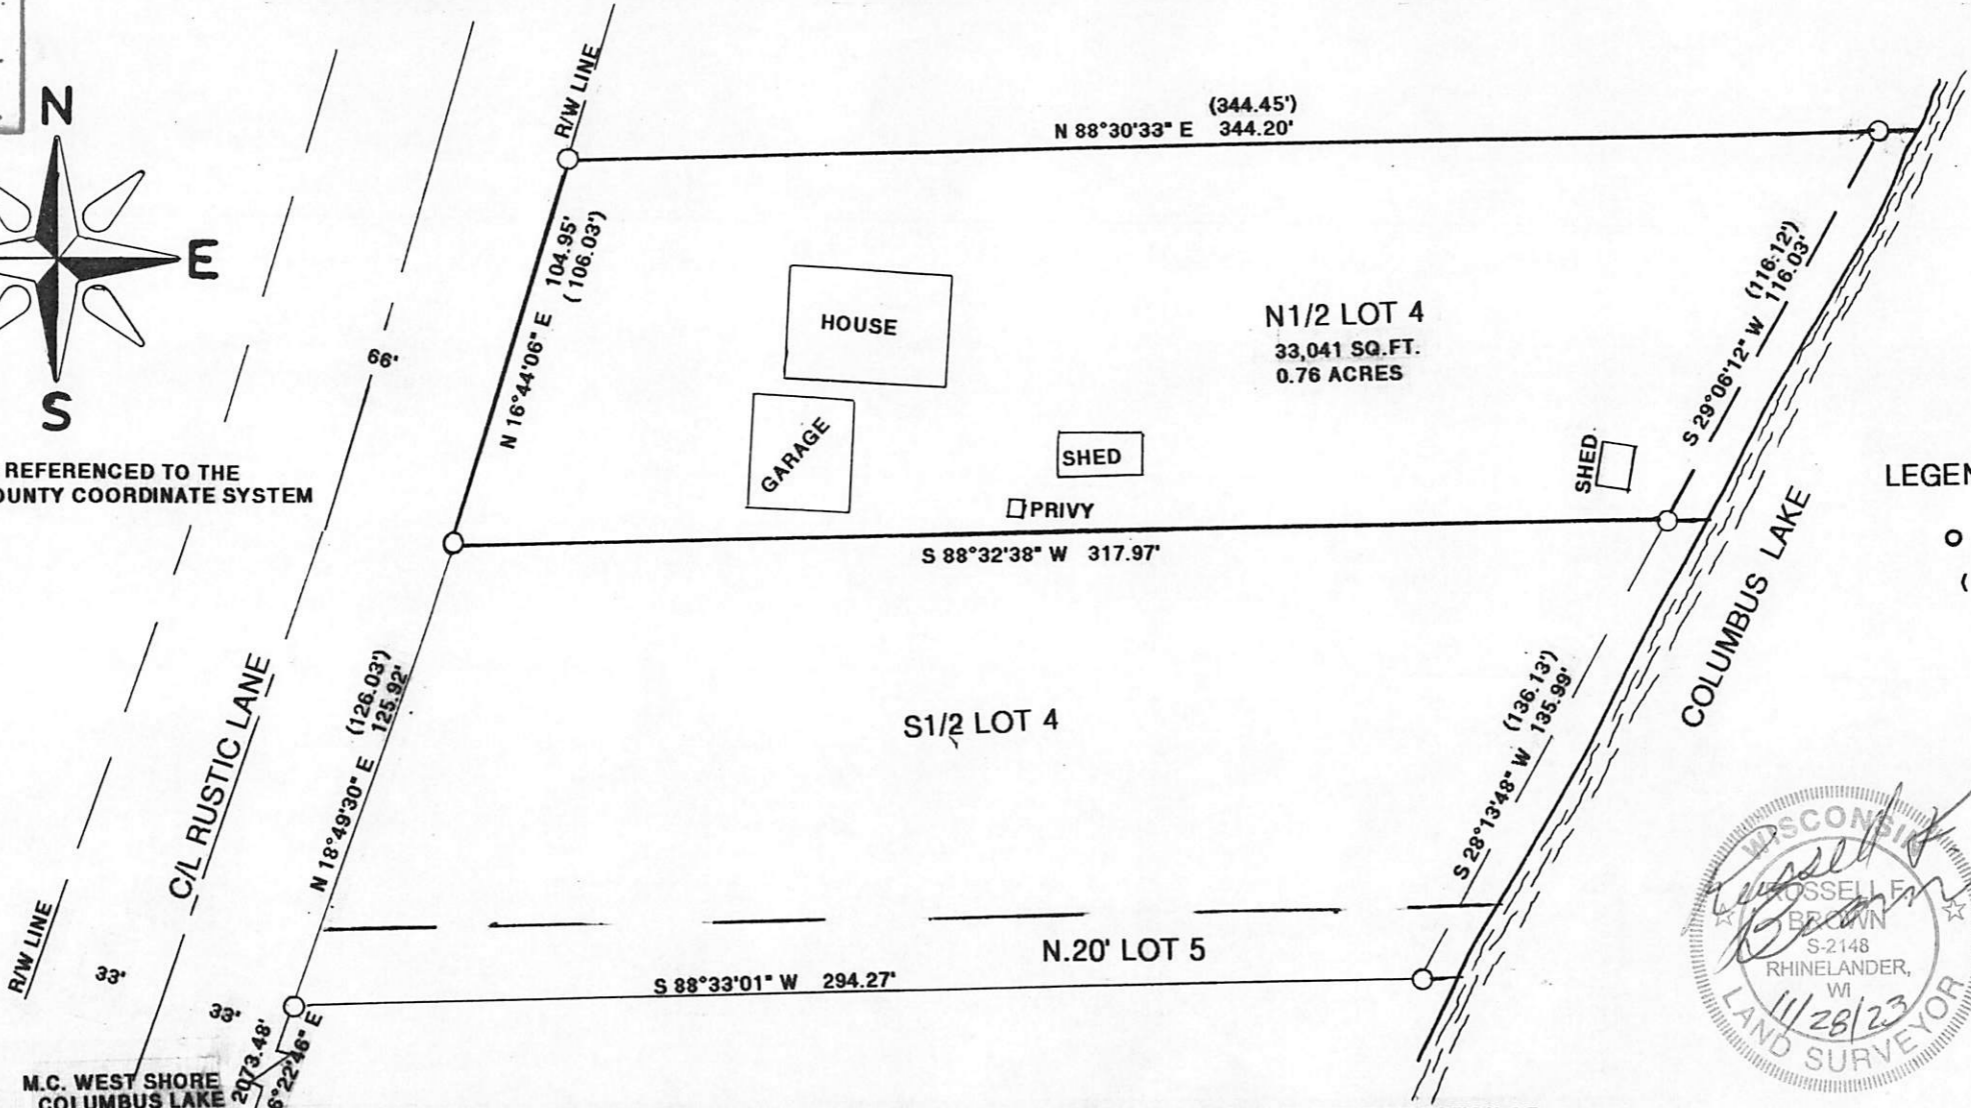 N
E
S
REFERENCED TO THE
OUNTY COORDINATE SYSTEM
R/W LINE
66'
(344.45')
N 88°30'33" E 344.20'
N 16°44'06" E 104.95'
(106.03')
HOUSE
GARAGE
SHED
PRIVY
N1/2 LOT 4
33,041 SQ.FT.
0.76 ACRES
SHED
(116.12')
S 29°06'12" W 116.03'
S 88°32'38" W 317.97'
COLUMBUS LAKE
LEGEN
(
C/L RUSTIC LANE
(126.03')
N 18°49'30" E 125.92'
S1/2 LOT 4
(136.13')
S 28°13'48" W 135.99'
N.20' LOT 5
S 88°33'01" W 294.27'
R/W LINE
33'
33'
2073.48'
6°22'46" E
M.C. WEST SHORE
COLUMBUS LAKE
WISCONSIN
Russell F.
Brown
RUSSELL F.
BROWN
S-2148
RHINELANDER,
WI
11/28/23
LAND SURVEYOR